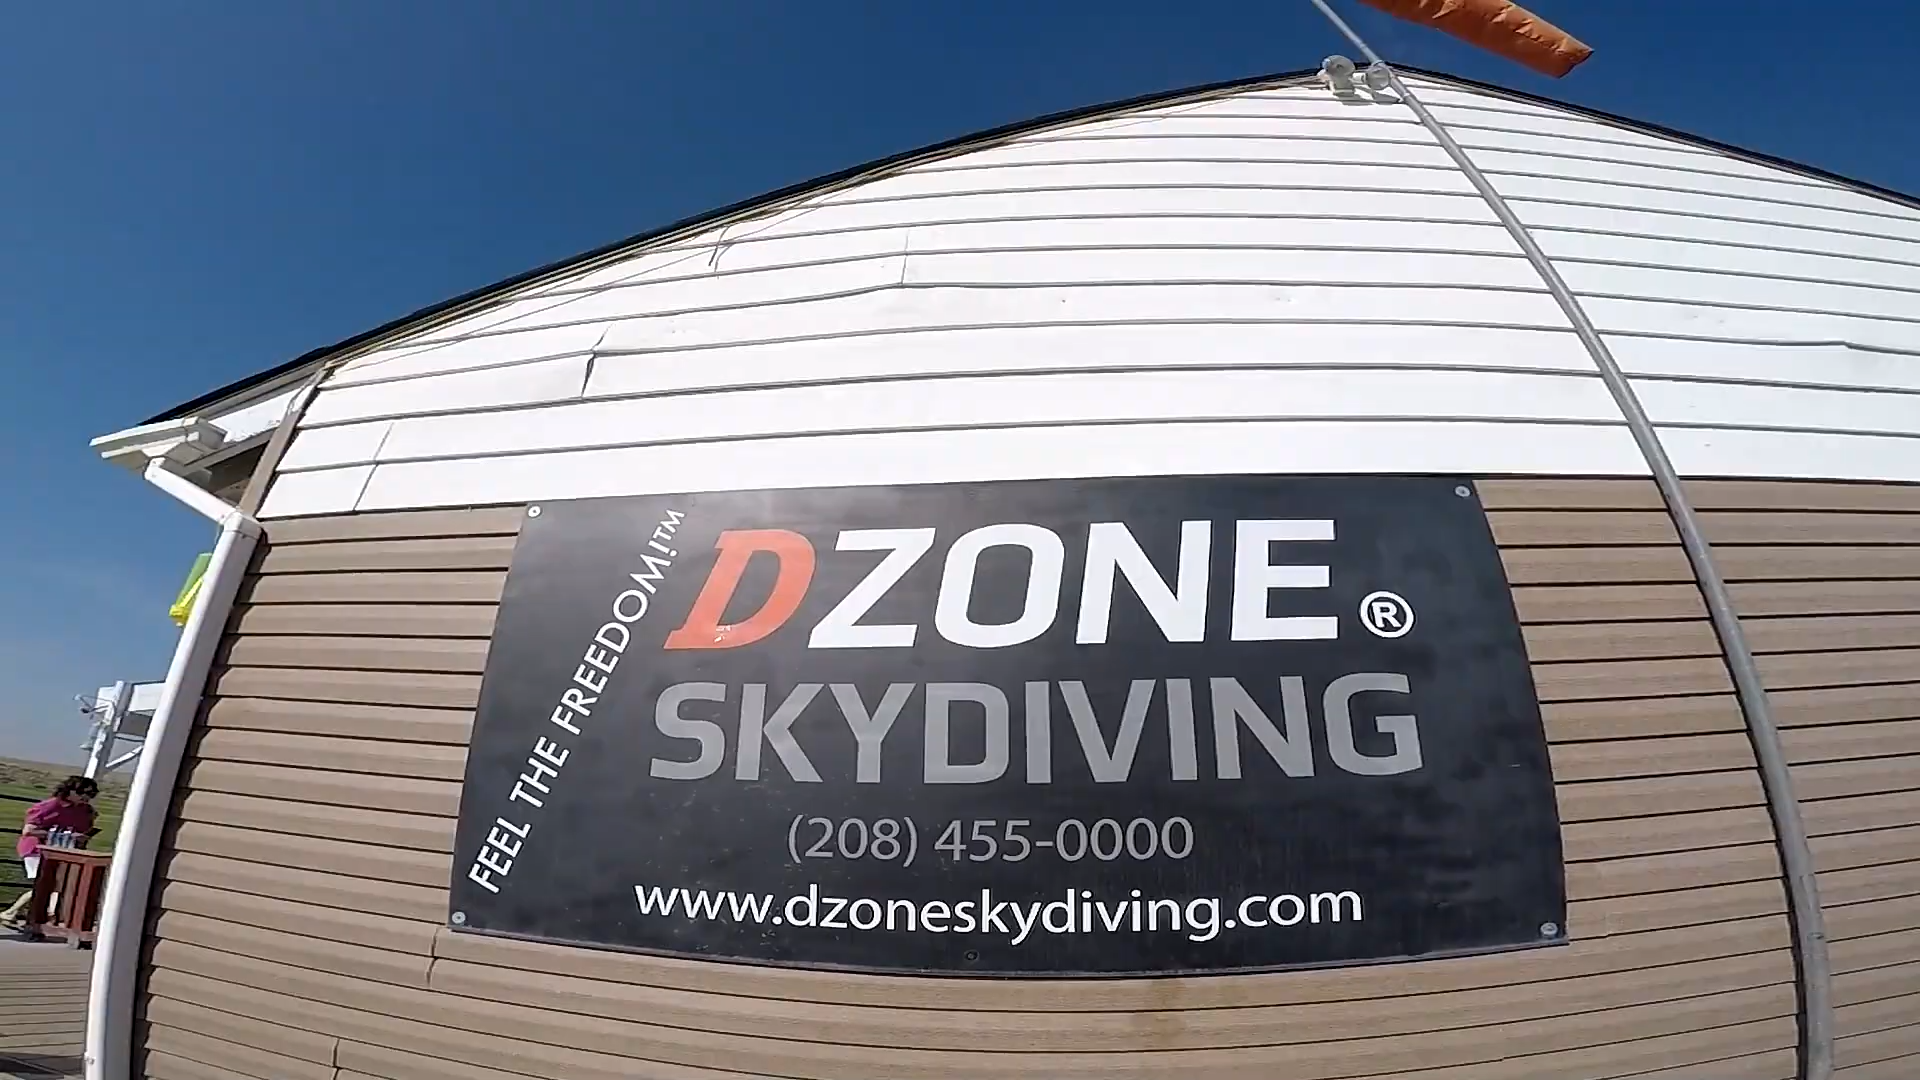 FEEL THE FREEDOM!™
DZONE®
SKYDIVING
(208) 455-0000
www.dzoneskydiving.com